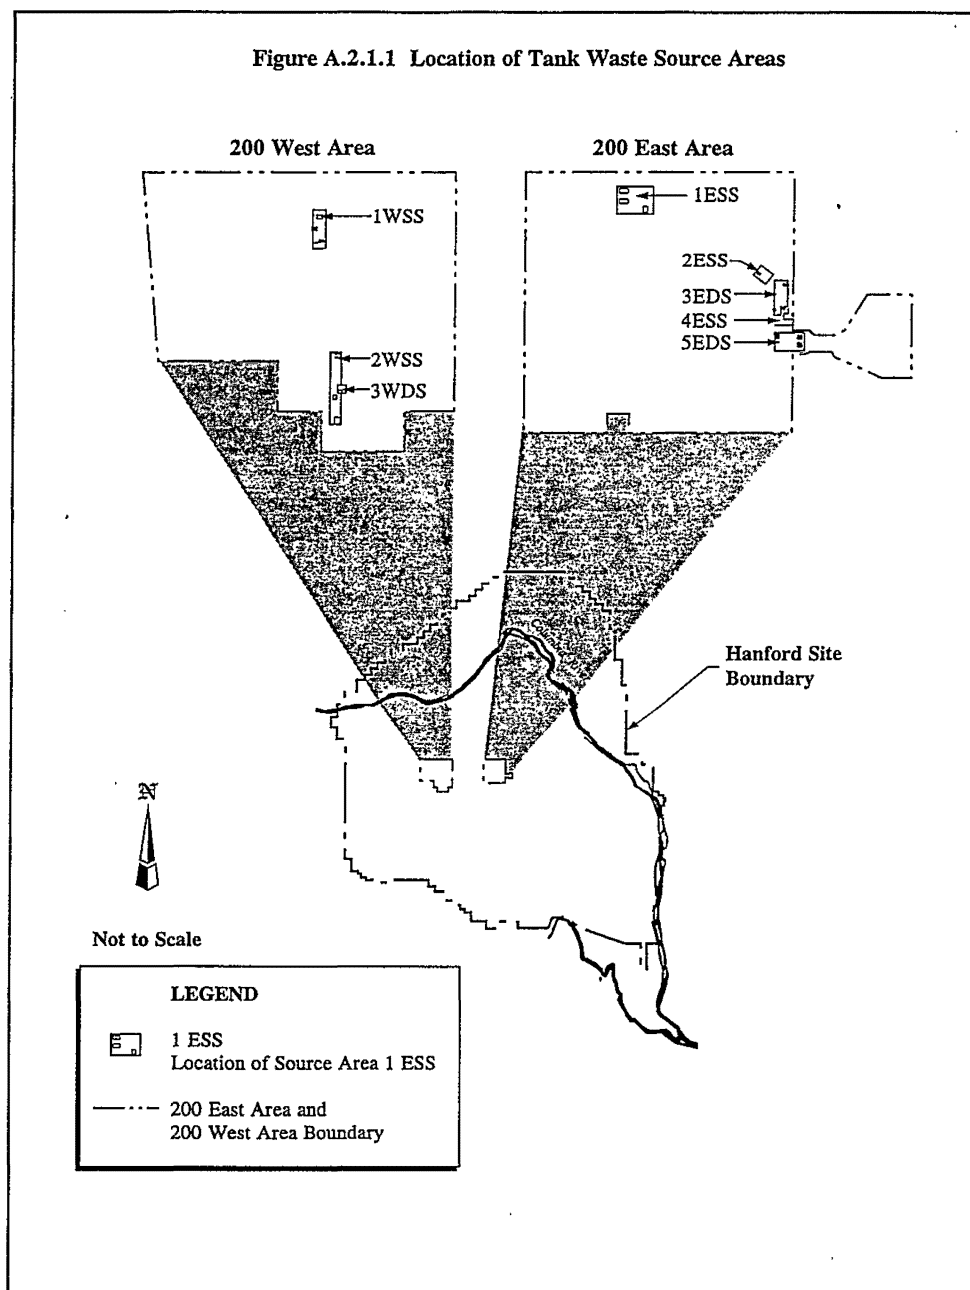 Figure A.2.1.1 Location of Tank Waste Source Areas
200 West Area
200 East Area
1WSS
1ESS
2ESS
3EDS
4ESS
5EDS
2WSS
3WDS
Hanford Site
Boundary
N
Not to Scale
LEGEND
1 ESS
Location of Source Area 1 ESS
200 East Area and
200 West Area Boundary